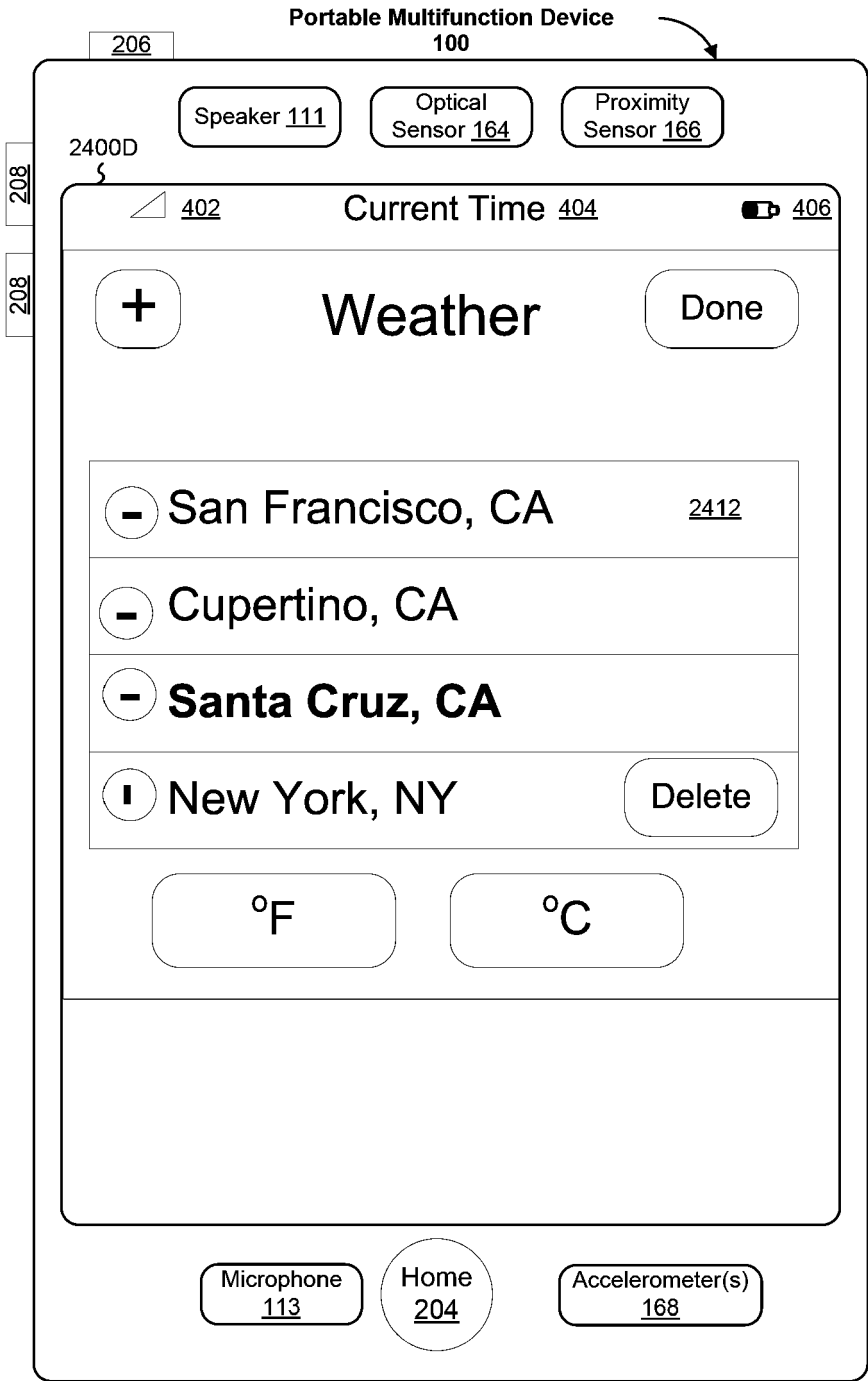 Portable Multifunction Device
100
206
Speaker 111
Optical
Sensor 164
Proximity
Sensor 166
2400D
208
208
402
Current Time 404
406
+
Weather
Done
- San Francisco, CA
2412
- Cupertino, CA
- Santa Cruz, CA
New York, NY
Delete
°F
°C
Microphone
113
Home
204
Accelerometer(s)
168